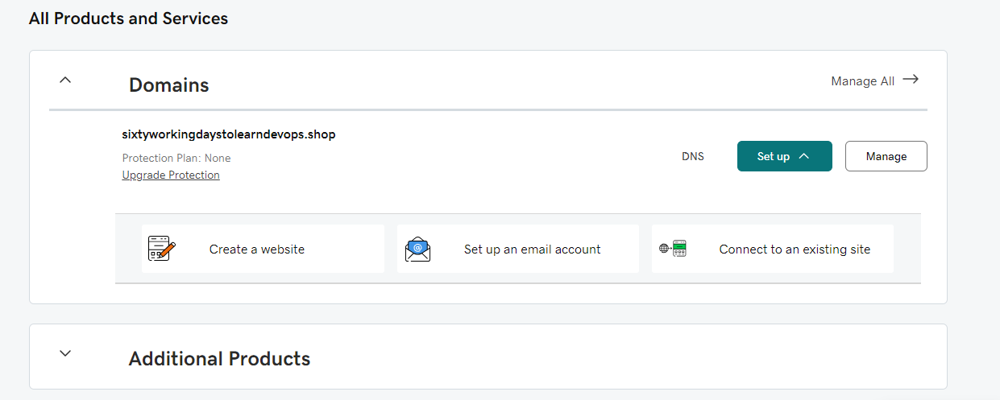 All Products and Services
Domains
Manage All
sixtyworkingdaystolearndevops.shop
Protection Plan: None
Upgrade Protection
DNS
Set up
Manage
Create a website
@
Set up an email account
Connect to an existing site
Additional Products